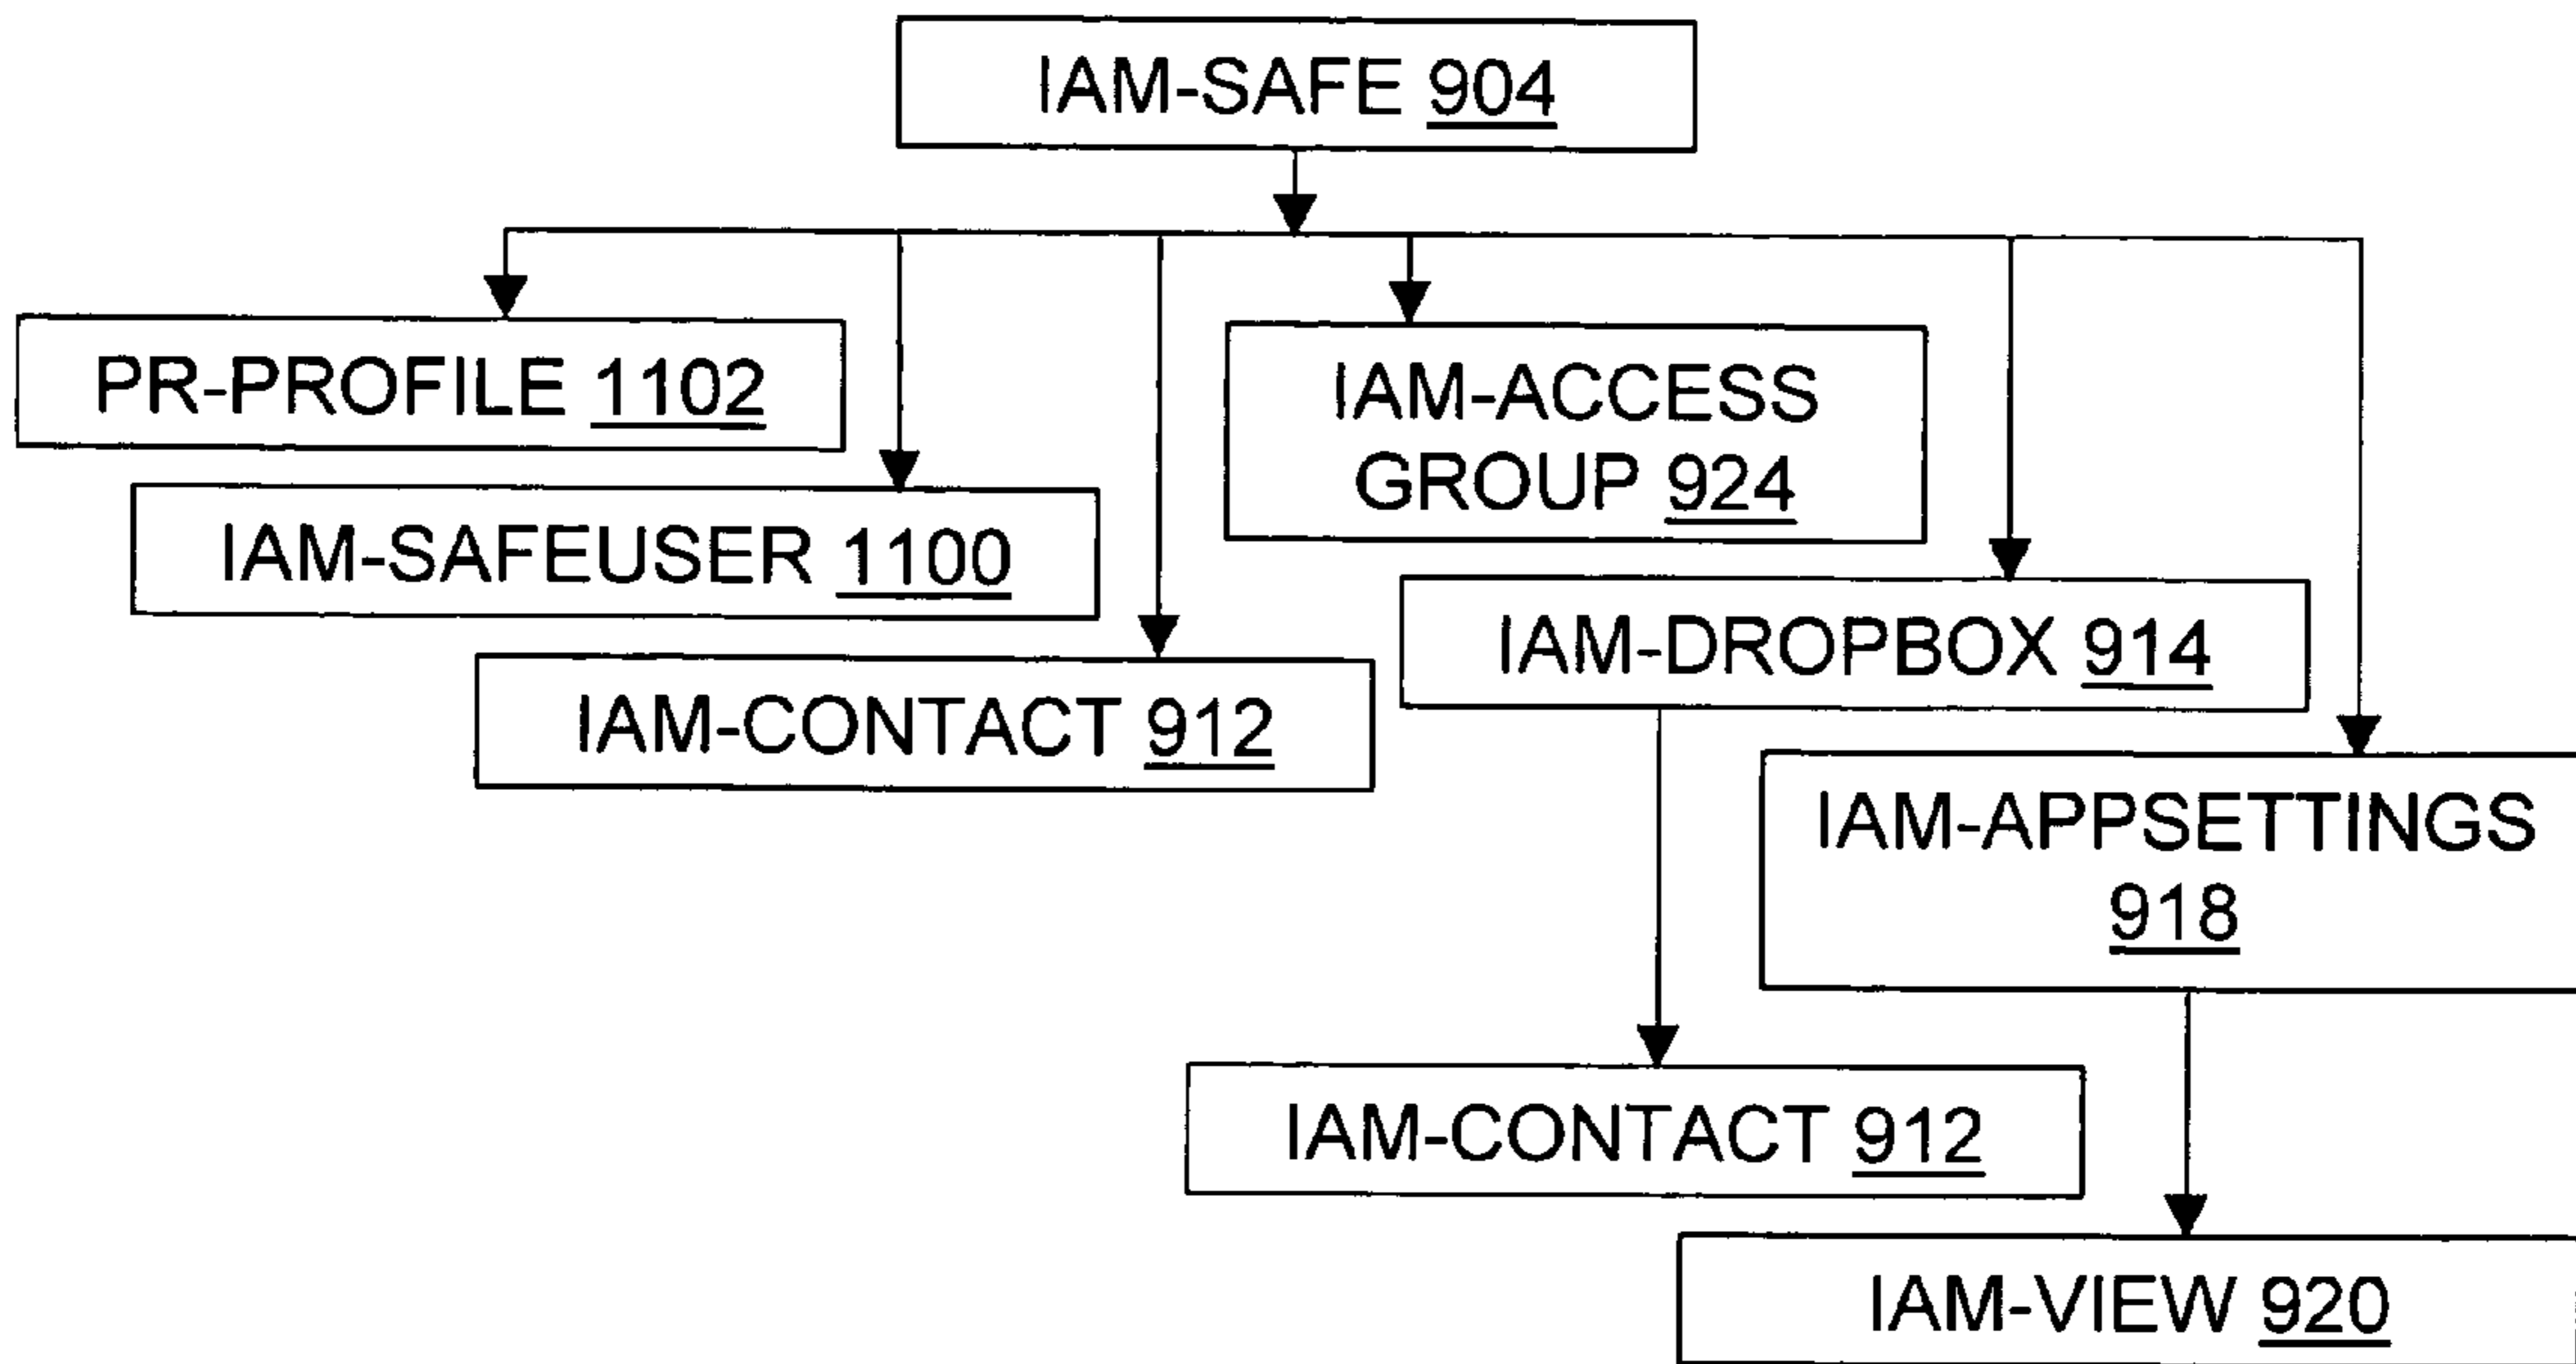 IAM-SAFE 904
PR-PROFILE 1102
IAM-ACCESS
GROUP 924
IAM-SAFEUSER 1100
IAM-DROPBOX 914
IAM-CONTACT 912
IAM-APPSETTINGS
918
IAM-CONTACT 912
IAM-VIEW 920